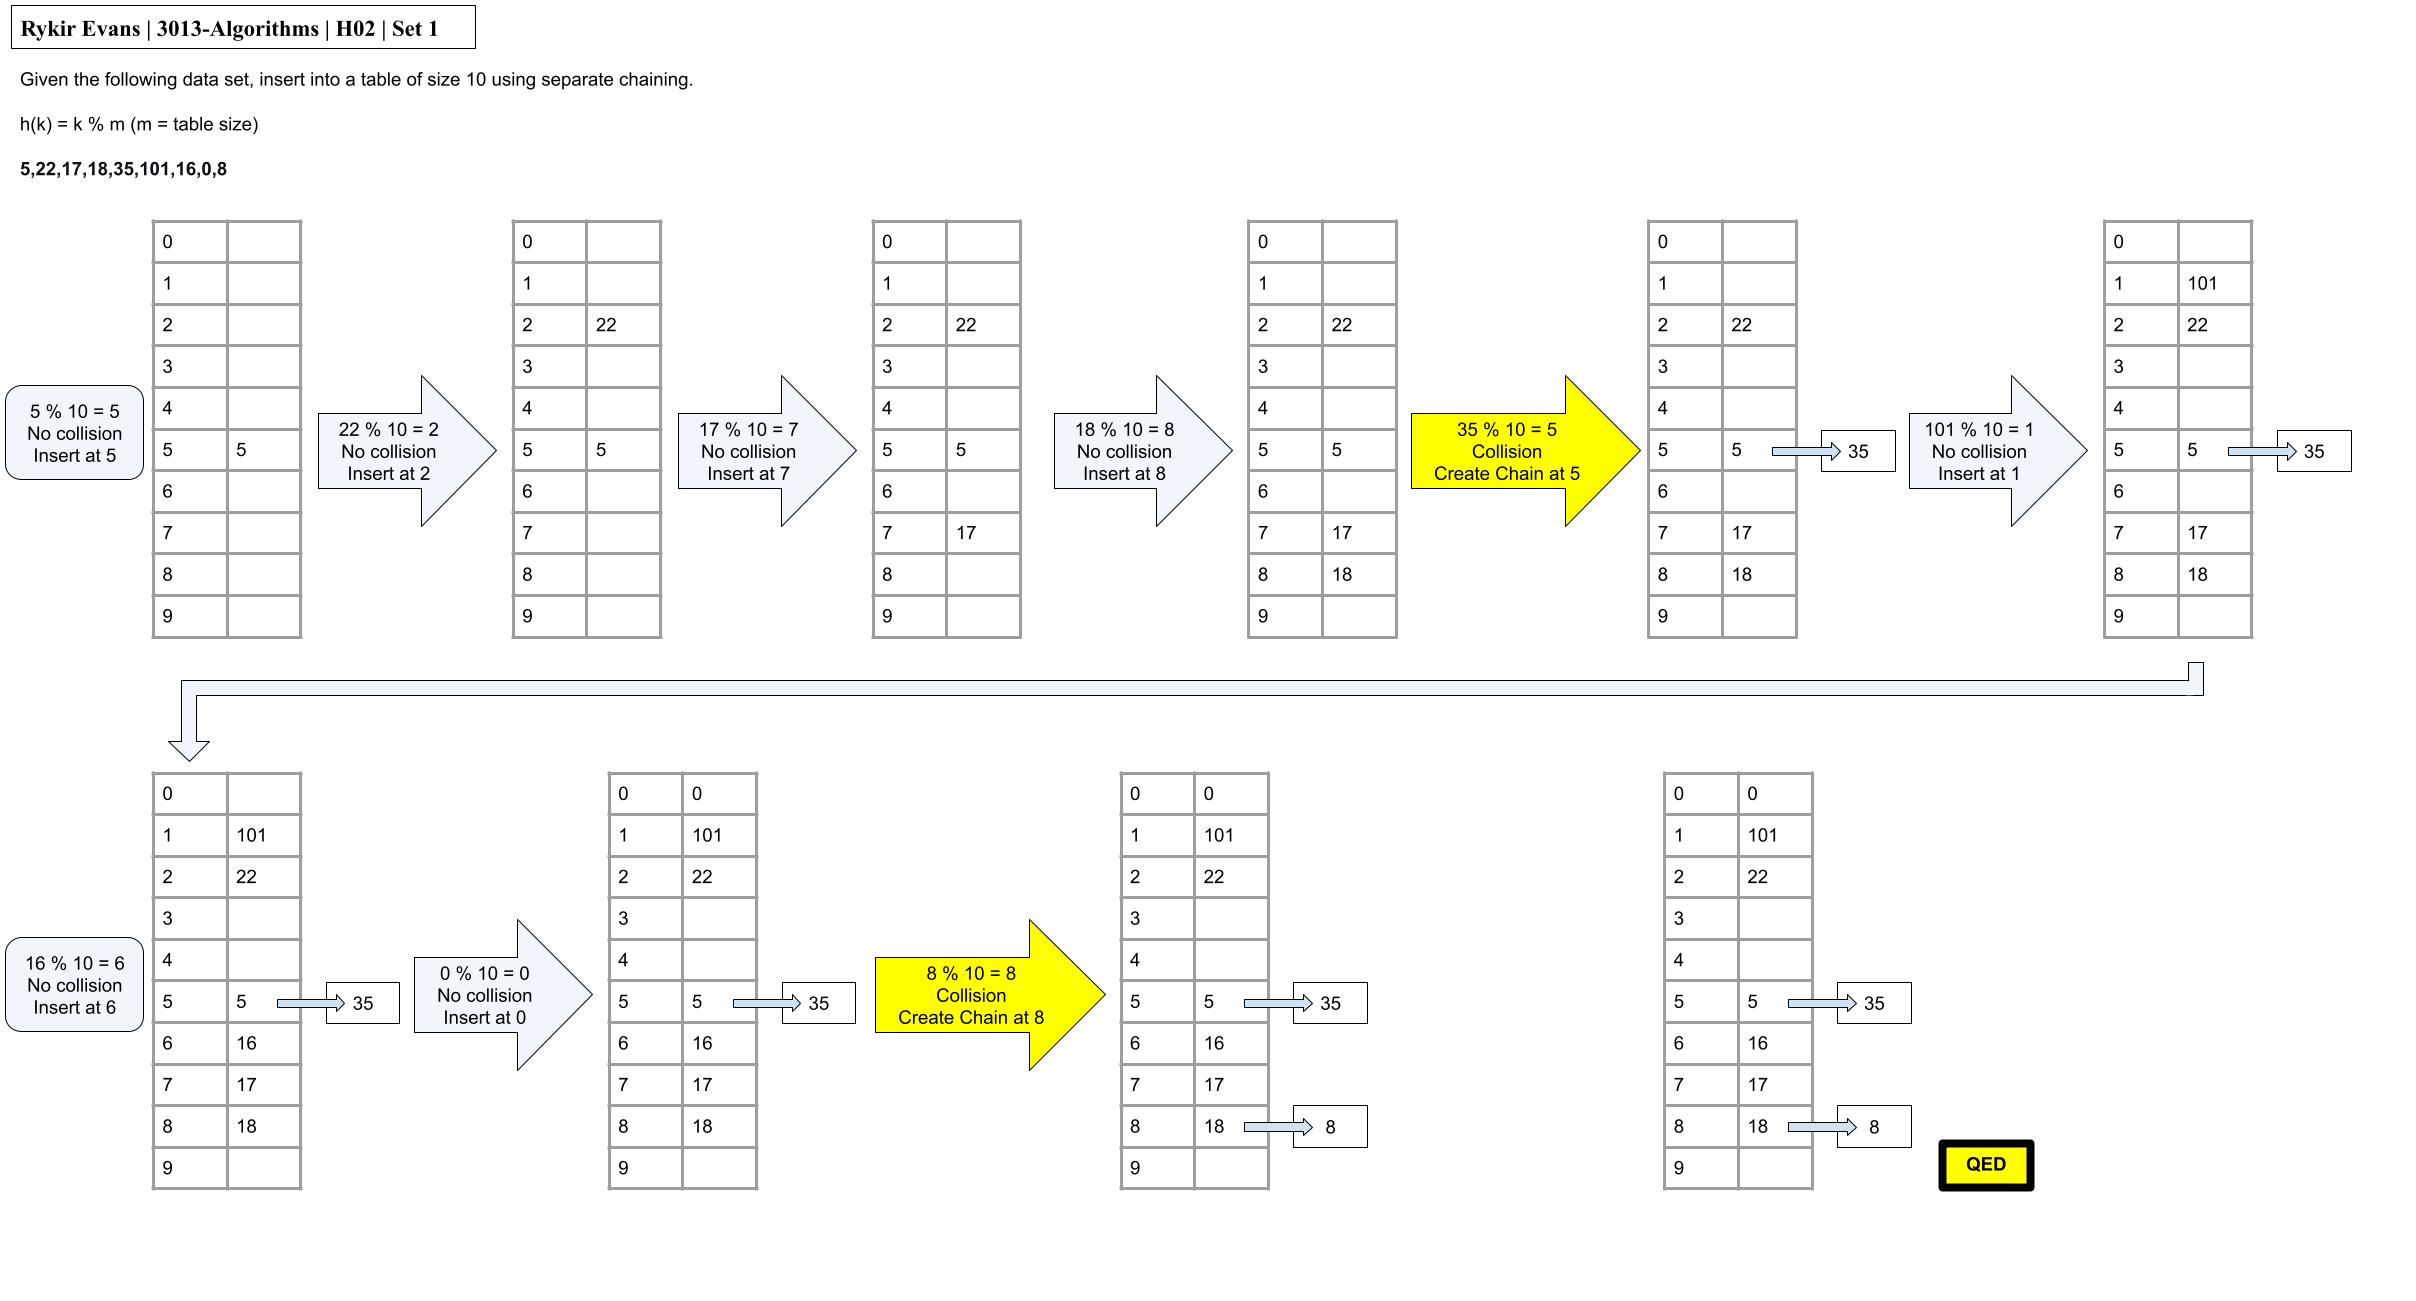 Rykir Evans | 3013-Algorithms | H02 | Set 1
Given the following data set, insert into a table of size 10 using separate chaining.
h(k) = k % m (m = table size)
5,22,17,18,35,101,16,0,8
5 % 10 = 5
No collision
Insert at 5
0
1
2
3
4
5 5
6
7
8
9
22 % 10 = 2
No collision
Insert at 2
0
1
2 22
3
4
5 5
6
7
8
9
17 % 10 = 7
No collision
Insert at 7
0
1
2 22
3
4
5 5
6
7 17
8
9
18 % 10 = 8
No collision
Insert at 8
0
1
2 22
3
4
5 5
6
7 17
8 18
9
35 % 10 = 5
Collision
Create Chain at 5
0
1
2 22
3
4
5 5 35
6
7 17
8 18
9
101 % 10 = 1
No collision
Insert at 1
0
1 101
2 22
3
4
5 5 35
6
7 17
8 18
9
16 % 10 = 6
No collision
Insert at 6
0
1 101
2 22
3
4
5 5 35
6 16
7 17
8 18
9
0 % 10 = 0
No collision
Insert at 0
0 0
1 101
2 22
3
4
5 5 35
6 16
7 17
8 18
9
8 % 10 = 8
Collision
Create Chain at 8
0 0
1 101
2 22
3
4
5 5 35
6 16
7 17
8 18 8
9
0 0
1 101
2 22
3
4
5 5 35
6 16
7 17
8 18 8
9
QED